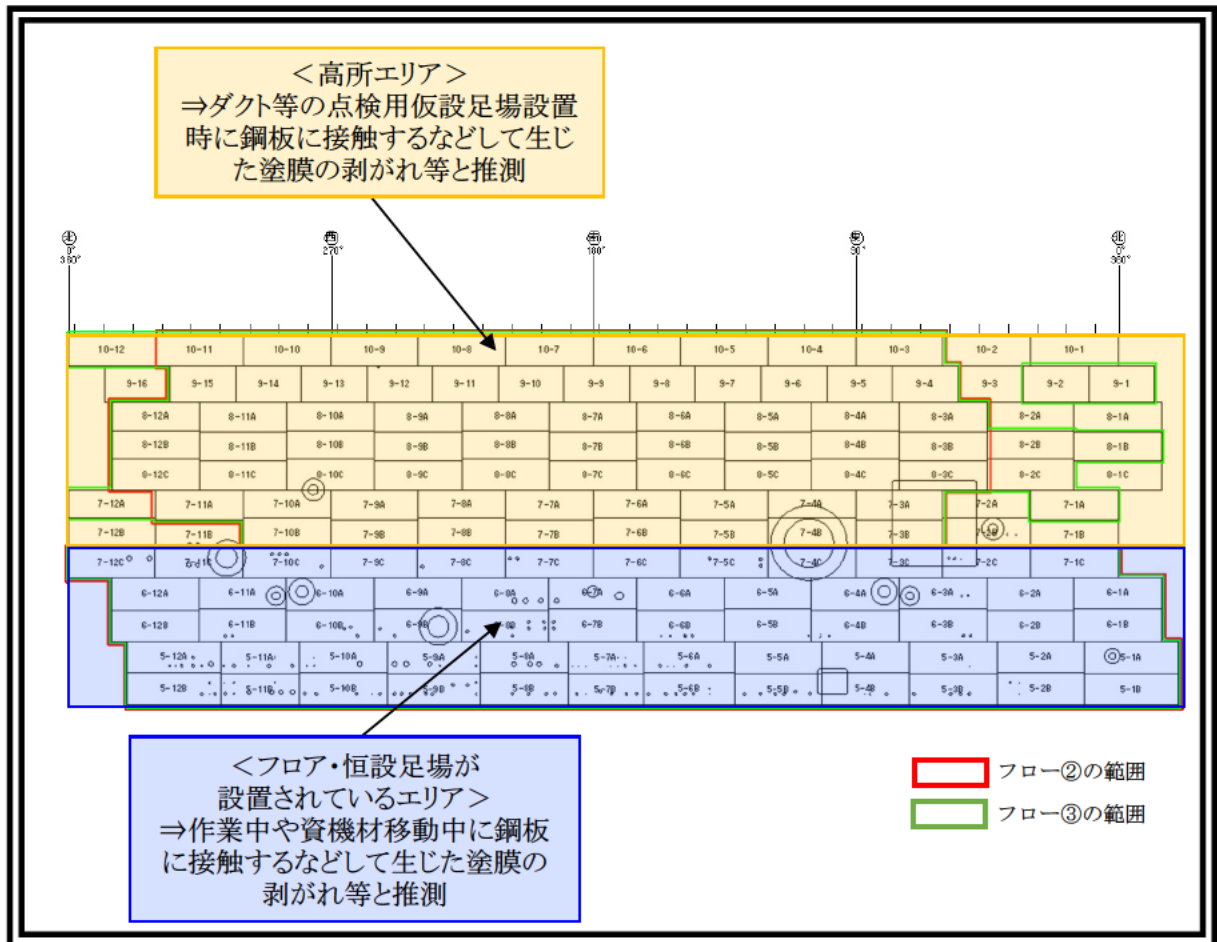 ＜高所エリア＞
⇒ダクト等の点検用仮設足場設置
時に鋼板に接触するなどして生じ
た塗膜の剥がれ等と推測
北 西 南 東 北
0° 270° 180° 90° 0°
360° 360°
10-12 10-11 10-10 10-9 10-8 10-7 10-6 10-5 10-4 10-3 10-2 10-1
9-16 9-15 9-14 9-13 9-12 9-11 9-10 9-9 9-8 9-7 9-6 9-5 9-4 9-3 9-2 9-1
8-12A 8-11A 8-10A 8-9A 8-8A 8-7A 8-6A 8-5A 8-4A 8-3A 8-2A 8-1A
8-12B 8-11B 8-10B 8-9B 8-8B 8-7B 8-6B 8-5B 8-4B 8-3B 8-2B 8-1B
8-12C 8-11C 8-10C 8-9C 8-8C 8-7C 8-6C 8-5C 8-4C 8-3C 8-2C 8-1C
7-12A 7-11A 7-10A 7-9A 7-8A 7-7A 7-6A 7-5A 7-4A 7-3A 7-2A 7-1A
7-12B 7-11B 7-10B 7-9B 7-8B 7-7B 7-6B 7-5B 7-4B 7-3B 7-2B 7-1B
7-12C 7-10C 7-9C 7-8C 7-7C 7-6C 7-5C 7-4C 7-3C 7-2C 7-1C
6-12A 6-11A 6-10A 6-9A 6-8A 6-7A 6-6A 6-5A 6-4A 6-3A 6-2A 6-1A
6-12B 6-11B 6-10B 6-9B 6-8B 6-7B 6-6B 6-5B 6-4B 6-3B 6-2B 6-1B
5-12A 5-11A 5-10A 5-9A 5-8A 5-7A 5-6A 5-5A 5-4A 5-3A 5-2A 5-1A
5-12B 5-11B 5-10B 5-9B 5-8B 5-7B 5-6B 5-5B 5-4B 5-3B 5-2B 5-1B
＜フロア・恒設足場が
設置されているエリア＞
⇒作業中や資機材移動中に鋼板
に接触するなどして生じた塗膜の
剥がれ等と推測
フロー②の範囲
フロー③の範囲